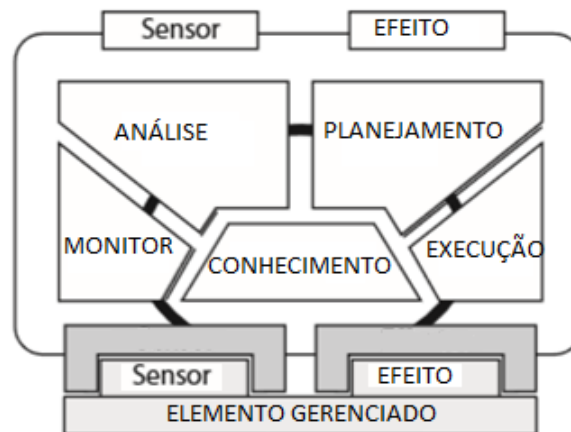 Sensor
EFEITO
ANÁLISE
PLANEJAMENTO
MONITOR
EXECUÇÃO
CONHECIMENTO
Sensor
EFEITO
ELEMENTO GERENCIADO